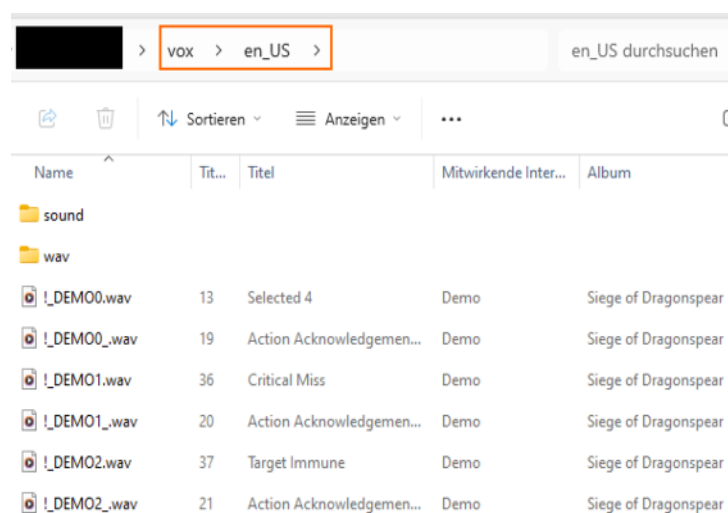 > vox > en_US > en_US durchsuchen
Sortieren Anzeigen ...
Name Tit... Titel Mitwirkende Inter... Album
sound
wav
!_DEMO0.wav 13 Selected 4 Demo Siege of Dragonspear
!_DEMO0_.wav 19 Action Acknowledgemen... Demo Siege of Dragonspear
!_DEMO1.wav 36 Critical Miss Demo Siege of Dragonspear
!_DEMO1_.wav 20 Action Acknowledgemen... Demo Siege of Dragonspear
!_DEMO2.wav 37 Target Immune Demo Siege of Dragonspear
!_DEMO2_.wav 21 Action Acknowledgemen... Demo Siege of Dragonspear